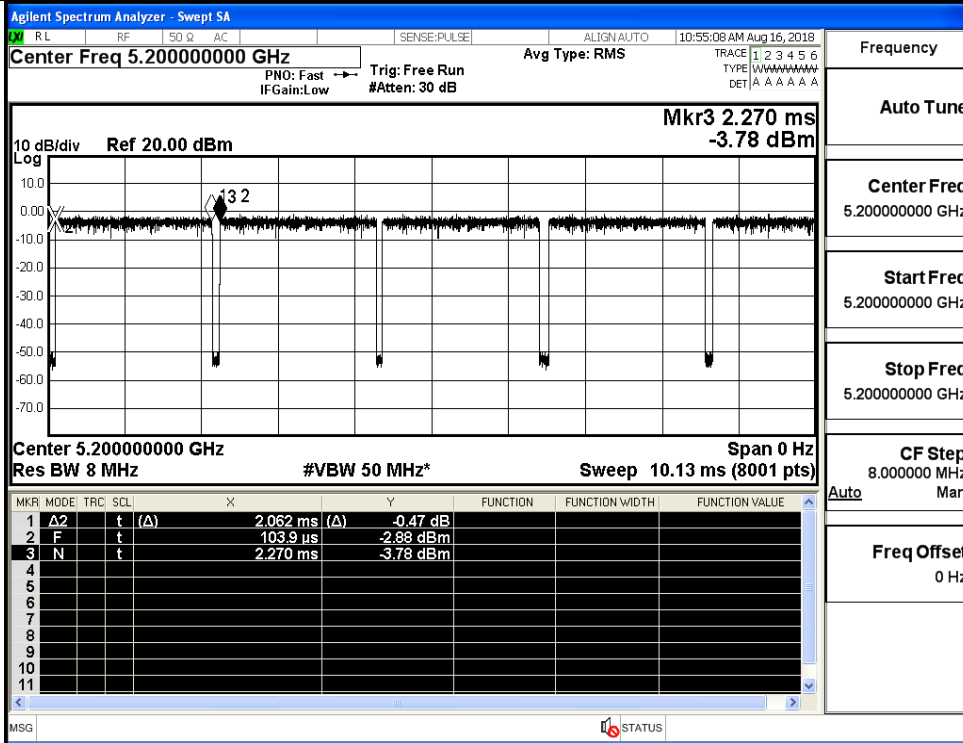 Agilent Spectrum Analyzer - Swept SA
LXI RL RF 50 Ω AC SENSE:PULSE ALIGN AUTO 10:55:08 AM Aug 16, 2018
Center Freq 5.200000000 GHz
Avg Type: RMS
TRACE 1 2 3 4 5 6
TYPE WWWWWW
DET A A A A A A
PNO: Fast
IFGain:Low
Trig: Free Run
#Atten: 30 dB
Mkr3 2.270 ms
-3.78 dBm
10 dB/div
Log
Ref 20.00 dBm
10.0
0.00
-10.0
-20.0
-30.0
-40.0
-50.0
-60.0
-70.0
13 2
Center 5.200000000 GHz
Span 0 Hz
Res BW 8 MHz
#VBW 50 MHz*
Sweep 10.13 ms (8001 pts)
MKR MODE TRC SCL X Y FUNCTION FUNCTION WIDTH FUNCTION VALUE
1 Δ2 t (Δ) 2.062 ms (Δ) -0.47 dB
2 F t 103.9 µs -2.88 dBm
3 N t 2.270 ms -3.78 dBm
4
5
6
7
8
9
10
11
MSG
STATUS
Frequency
Auto Tune
Center Freq
5.200000000 GHz
Start Freq
5.200000000 GHz
Stop Freq
5.200000000 GHz
CF Step
8.000000 MHz
Auto Man
Freq Offset
0 Hz